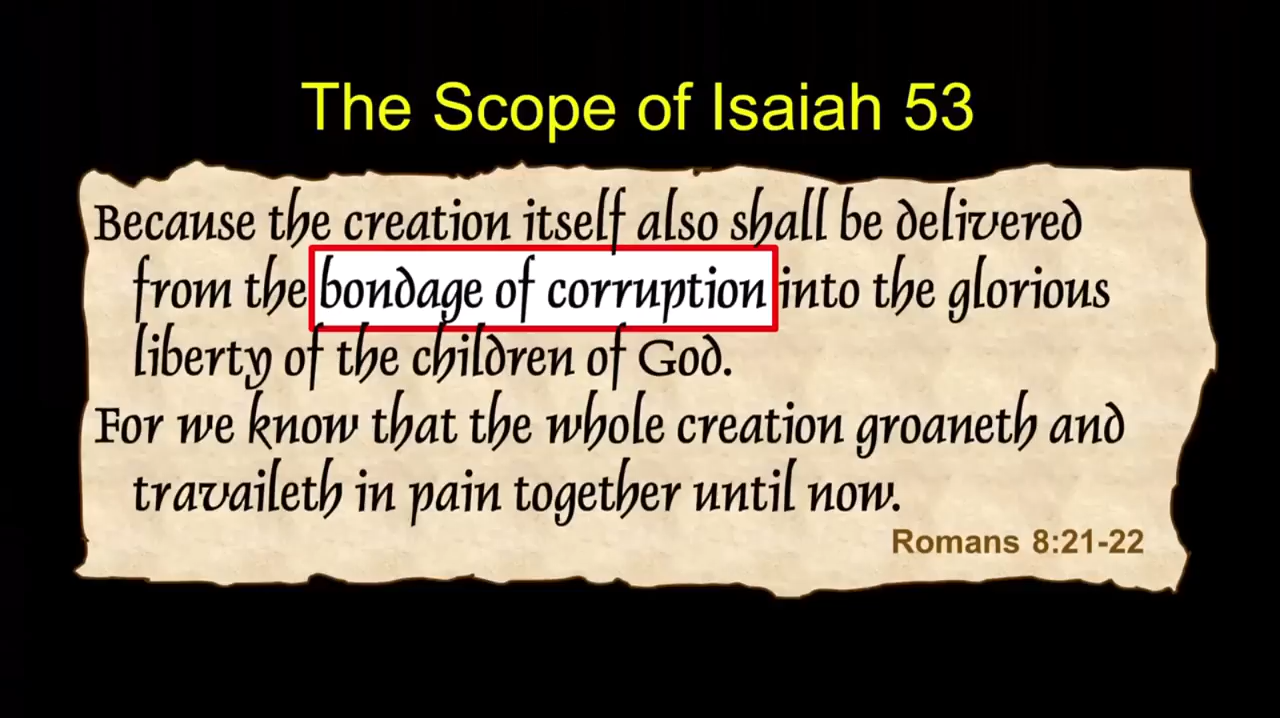 The Scope of Isaiah 53
Because the creation itself also shall be delivered
from the bondage of corruption into the glorious
liberty of the children of God.
For we know that the whole creation groaneth and
travaileth in pain together until now.
Romans 8:21-22